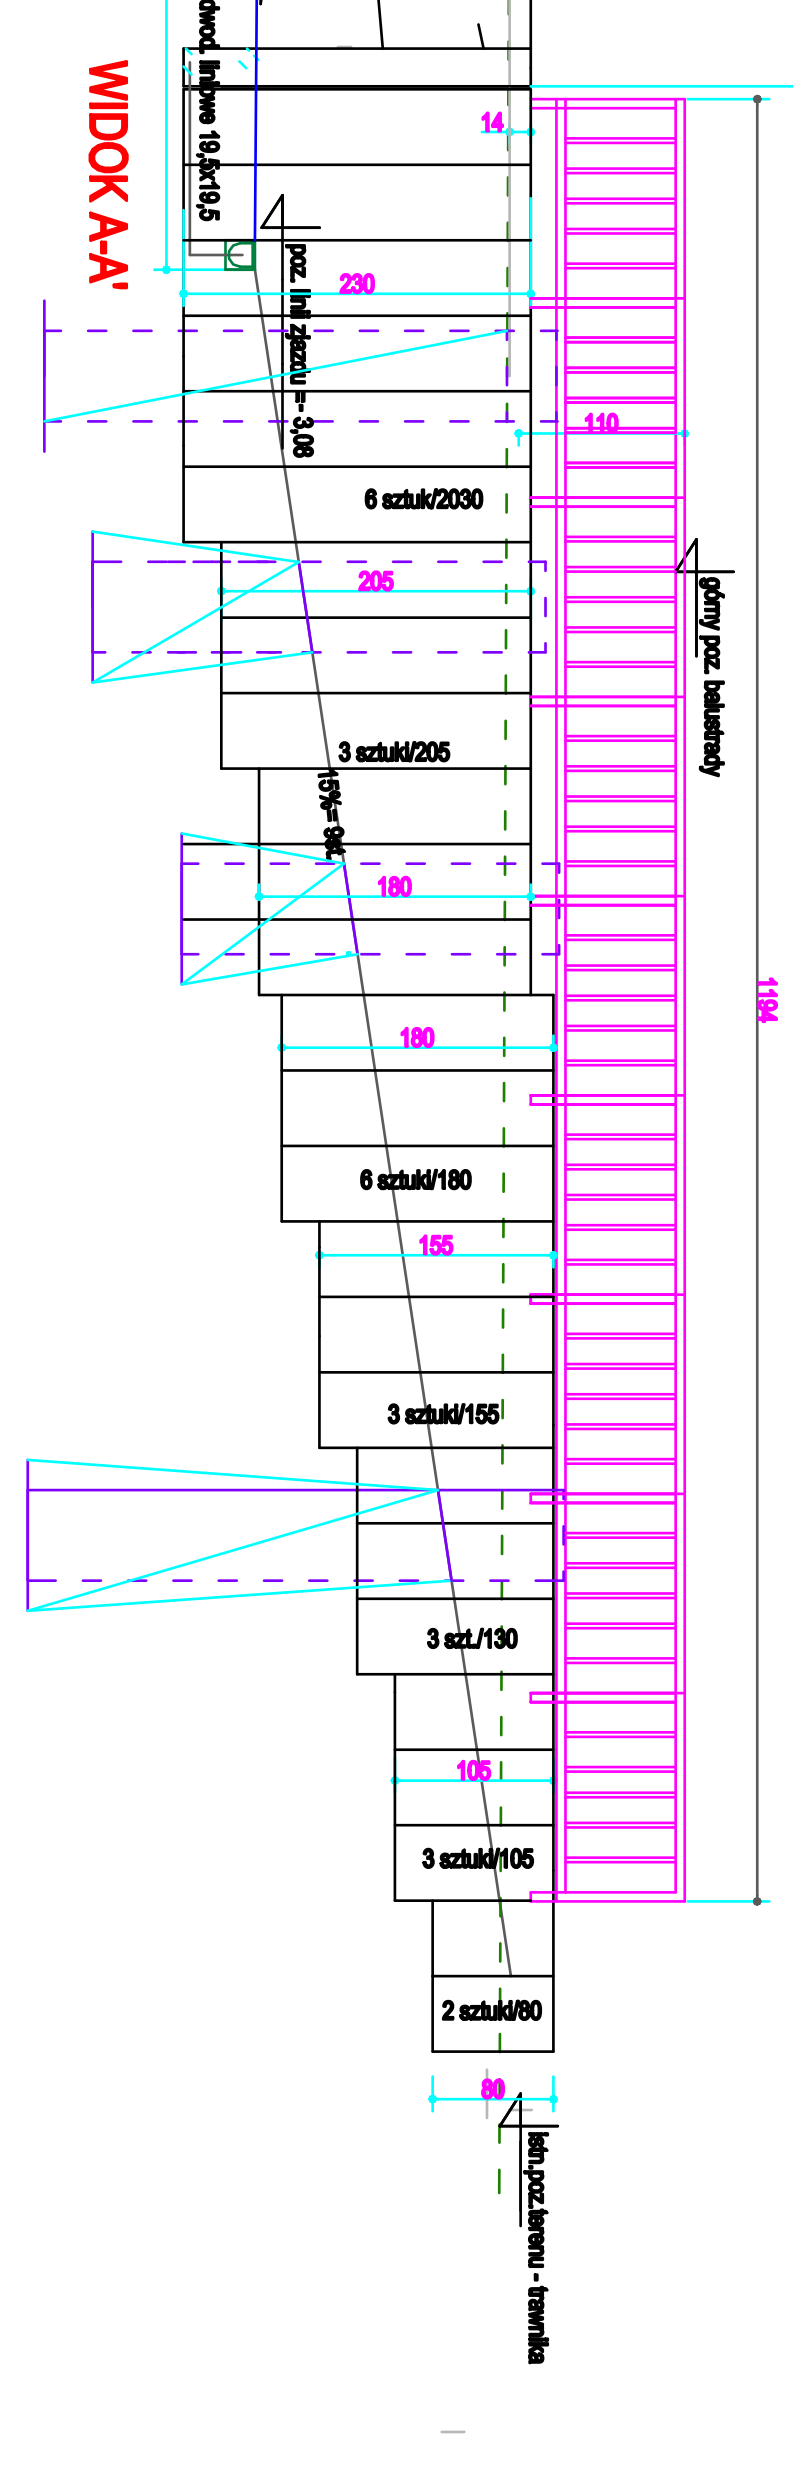 odwod. liniowe 19,5x19,5
WIDOK A-A'
14
230
poz. linii zjazdu =- 3,08
110
6 sztuk/2030
205
górny poz. balustrady
3 sztuki/205
15%= 9st.
180
1194
180
6 sztuki/180
155
3 sztuki/155
3 szt./130
105
3 sztuki/105
2 sztuki/80
80
istn.poz.terenu - trawnika